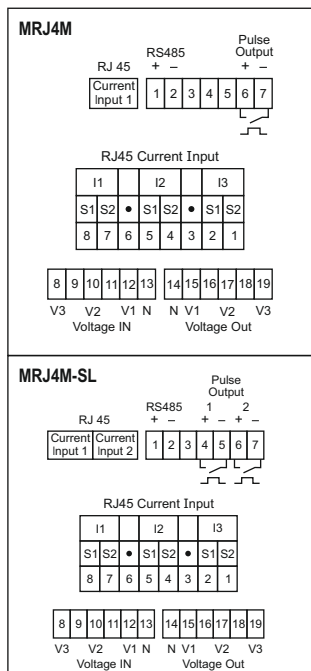 MRJ4M
Pulse
Output
RS485
RJ 45 + – + –
Current
Input 1
1 2 3 4 5 6 7
RJ45 Current Input
I1 I2 I3
S1 S2 • S1 S2 • S1 S2
8 7 6 5 4 3 2 1
8 9 10 11 12 13 14 15 16 17 18 19
V3 V2 V1 N N V1 V2 V3
Voltage IN Voltage Out
MRJ4M-SL
Pulse
Output
RS485 1 2
RJ 45 + – + – + –
Current Current
Input 1 Input 2
1 2 3 4 5 6 7
RJ45 Current Input
I1 I2 I3
S1 S2 • S1 S2 • S1 S2
8 7 6 5 4 3 2 1
8 9 10 11 12 13 14 15 16 17 18 19
V3 V2 V1 N N V1 V2 V3
Voltage IN Voltage Out